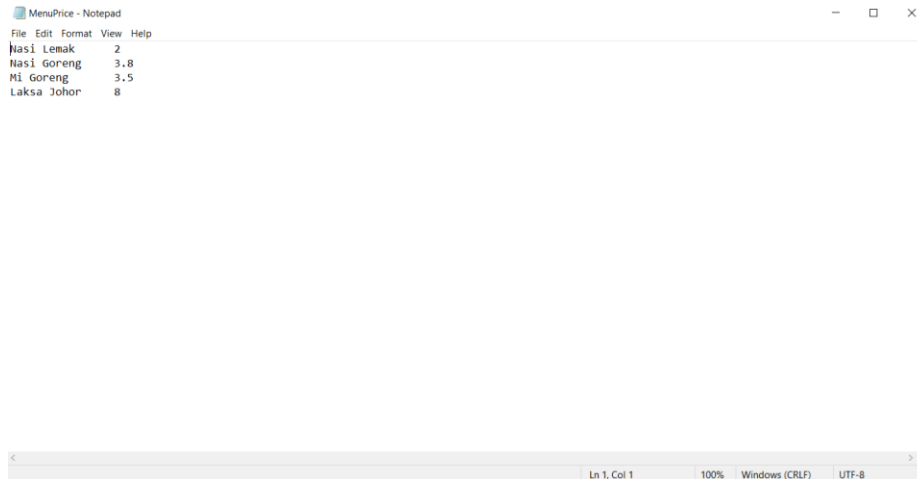 MenuPrice - Notepad
File Edit Format View Help
Nasi Lemak 2
Nasi Goreng 3.8
Mi Goreng 3.5
Laksa Johor 8
Ln 1, Col 1 100% Windows (CRLF) UTF-8